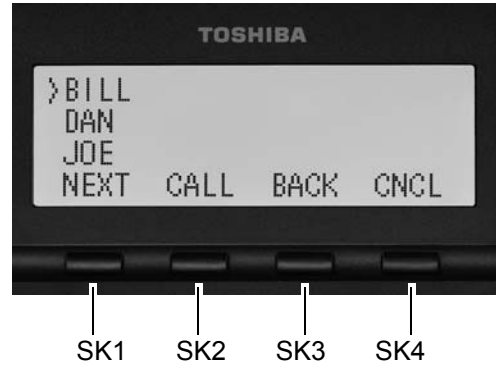 TOSHIBA
>BILL
DAN
JOE
NEXT CALL BACK CNCL
SK1 SK2 SK3 SK4